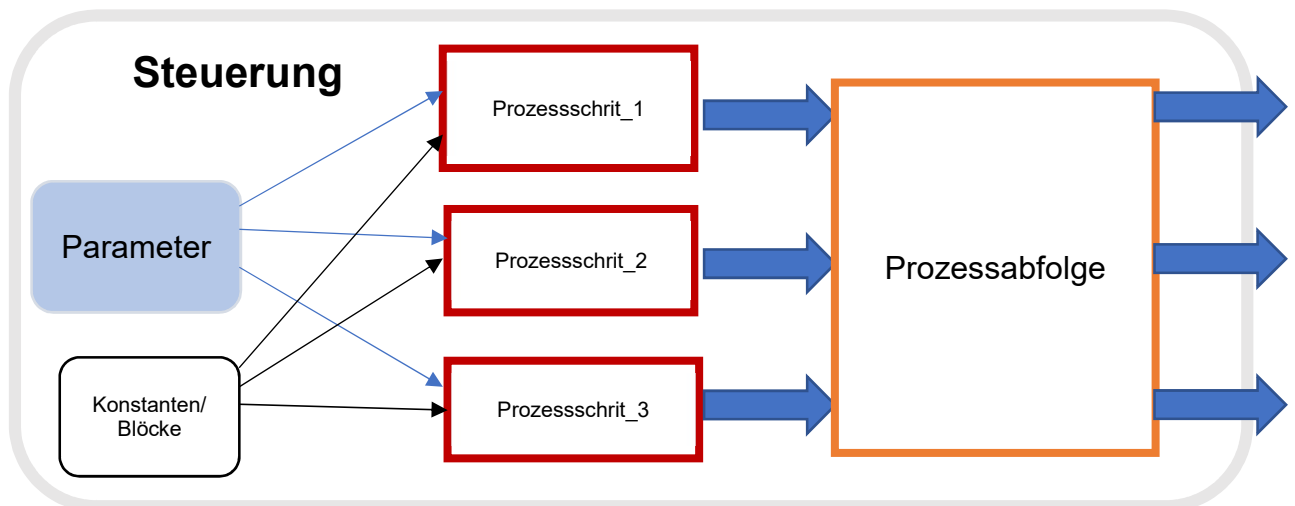 Steuerung
Prozessschrit_1
Parameter
Prozessschrit_2
Prozessabfolge
Konstanten/
Blöcke
Prozessschrit_3